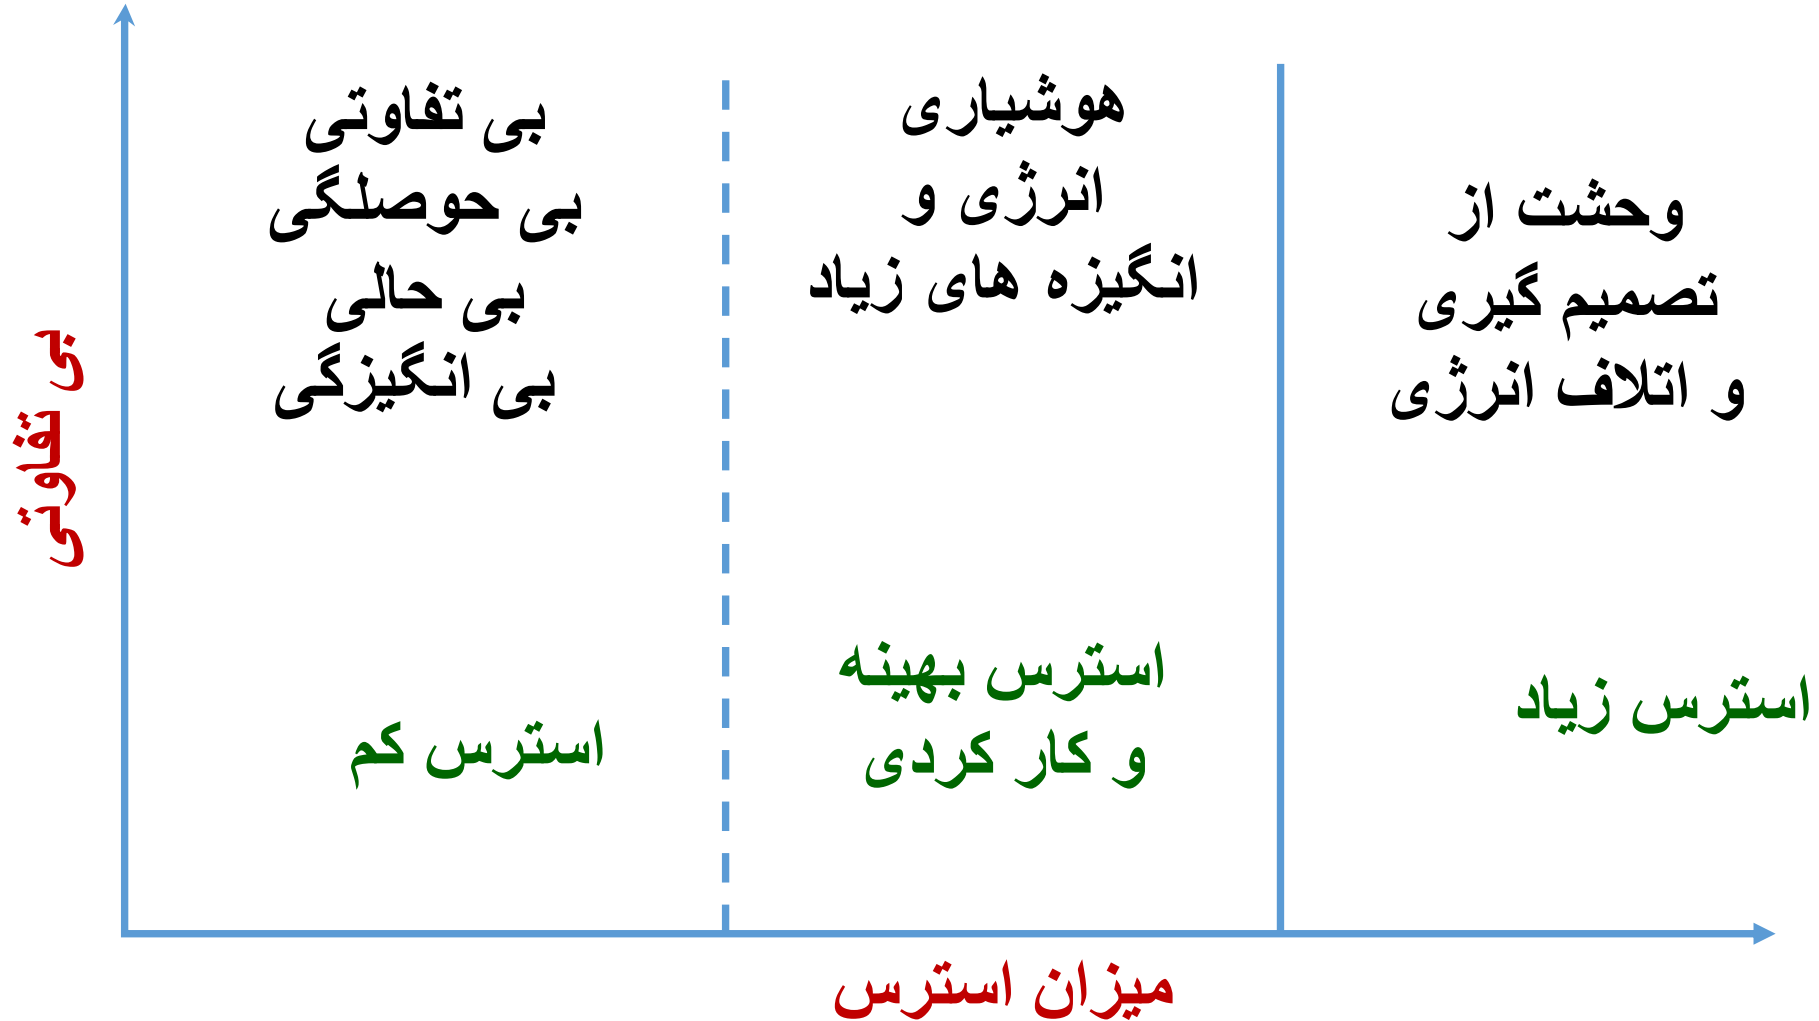 بی تفاوتی
بی حوصلگی
بی حالی
بی انگیزگی
هوشیاری
انرژی و
انگیزه های زیاد
وحشت از
تصمیم گیری
و اتلاف انرژی
بی تفاوتی
استرس کم
استرس بهینه
و کار کردی
استرس زیاد
میزان استرس